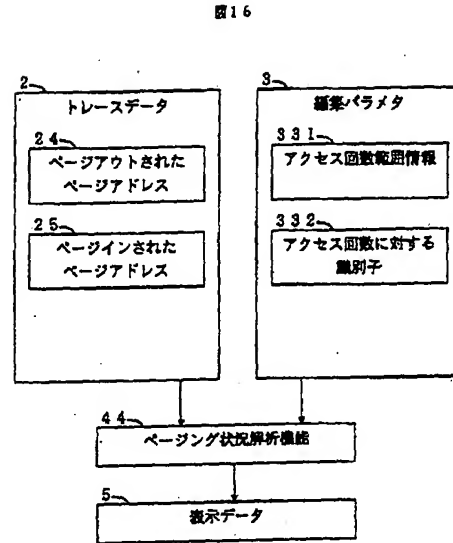 図16
2
トレースデータ
24
ページアウトされた
ページアドレス
25
ページインされた
ページアドレス
3
編集パラメタ
331
アクセス回数範囲情報
332
アクセス回数に対する
識別子
44
ページング状況解析機能
5
表示データ